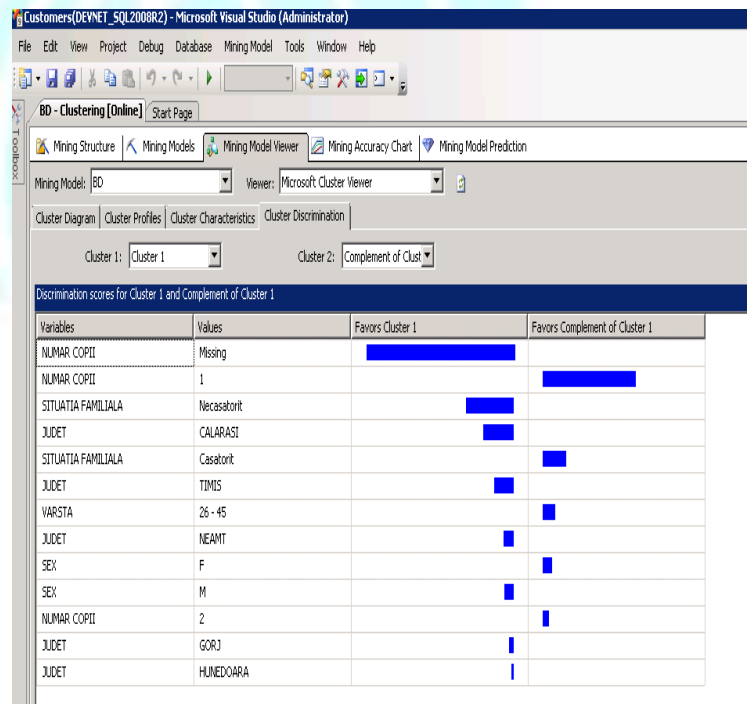 Customers(DEVNET_SQL2008R2) - Microsoft Visual Studio (Administrator)
File Edit View Project Debug Database Mining Model Tools Window Help
Toolbox
BD - Clustering [Online] Start Page
Mining Structure Mining Models Mining Model Viewer Mining Accuracy Chart Mining Model Prediction
Mining Model: BD Viewer: Microsoft Cluster Viewer
Cluster Diagram Cluster Profiles Cluster Characteristics Cluster Discrimination
Cluster 1: Cluster 1 Cluster 2: Complement of Clust
Discrimination scores for Cluster 1 and Complement of Cluster 1
Variables Values Favors Cluster 1 Favors Complement of Cluster 1
NUMAR COPII Missing
NUMAR COPII 1
SITUATIA FAMILIALA Necasatorit
JUDET CALARASI
SITUATIA FAMILIALA Casatorit
JUDET TIMIS
VARSTA 26 - 45
JUDET NEAMT
SEX F
SEX M
NUMAR COPII 2
JUDET GORJ
JUDET HUNEDOARA